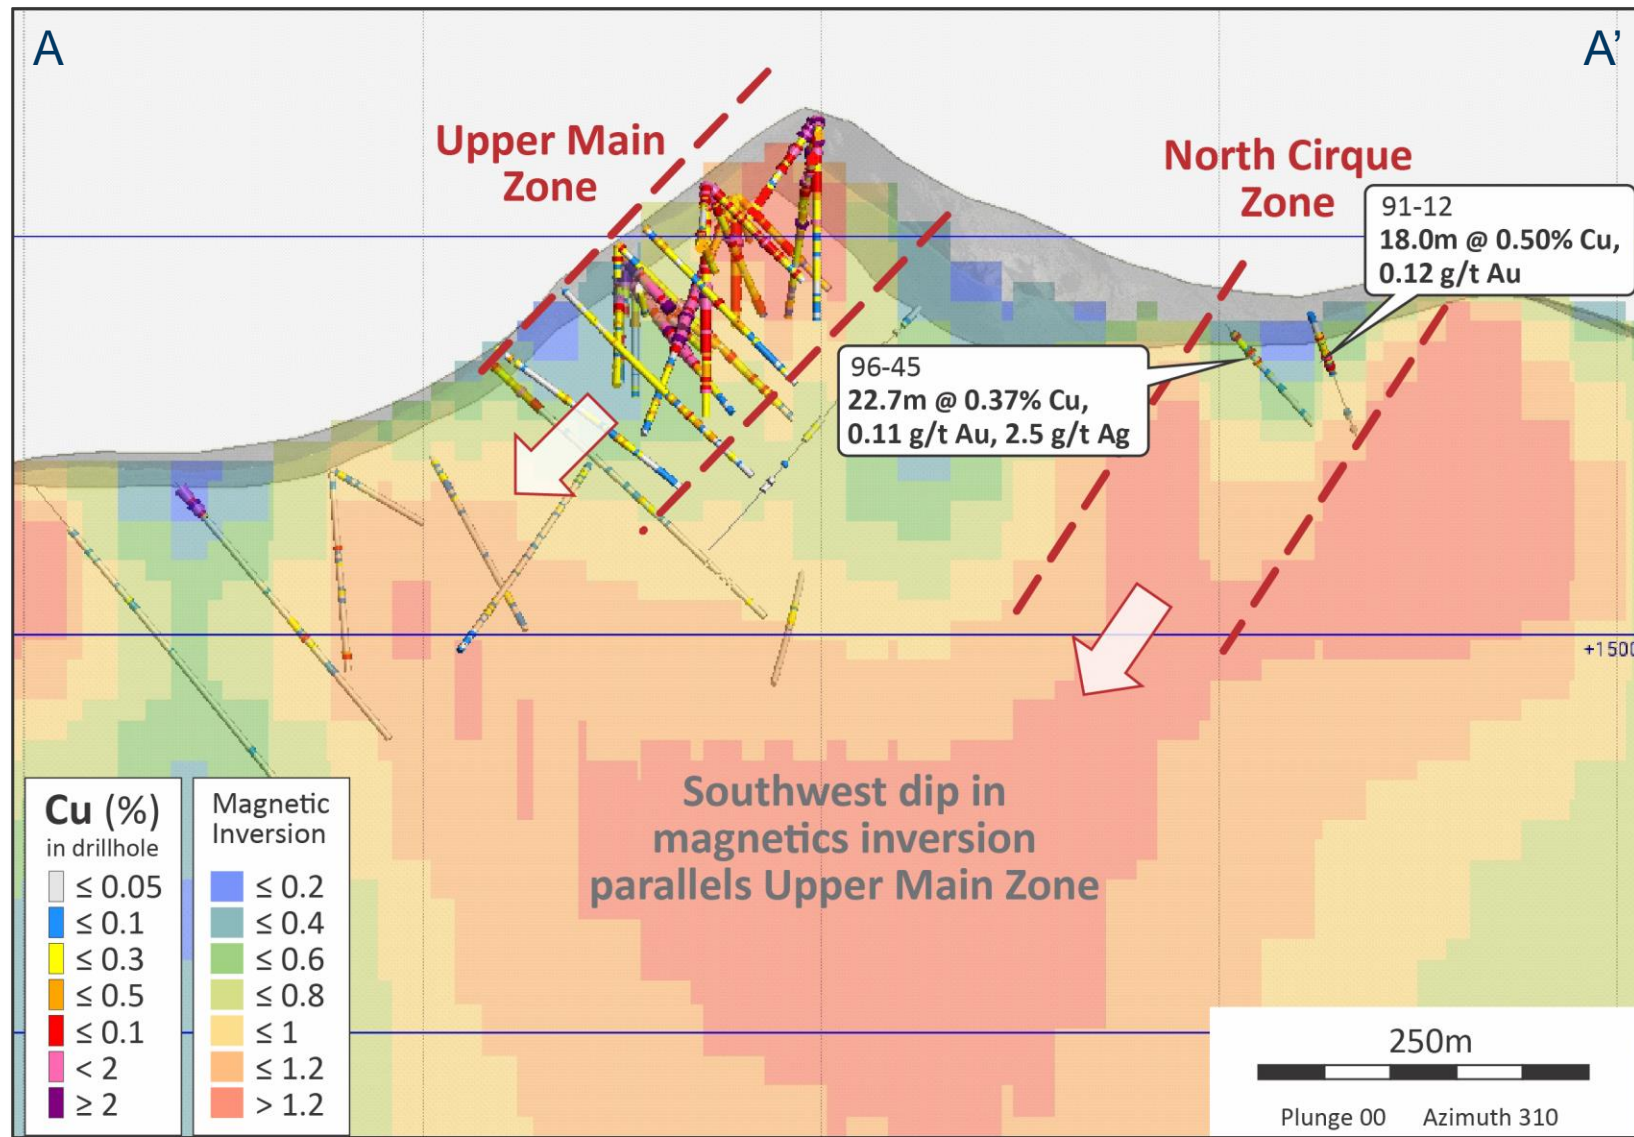 A
A'
Upper Main
Zone
North Cirque
Zone
91-12
18.0m @ 0.50% Cu,
0.12 g/t Au
96-45
22.7m @ 0.37% Cu,
0.11 g/t Au, 2.5 g/t Ag
+1500
Southwest dip in
magnetics inversion
parallels Upper Main Zone
Cu (%)
in drillhole
≤ 0.05
≤ 0.1
≤ 0.3
≤ 0.5
≤ 0.1
< 2
≥ 2
Magnetic
Inversion
≤ 0.2
≤ 0.4
≤ 0.6
≤ 0.8
≤ 1
≤ 1.2
> 1.2
250m
Plunge 00 Azimuth 310